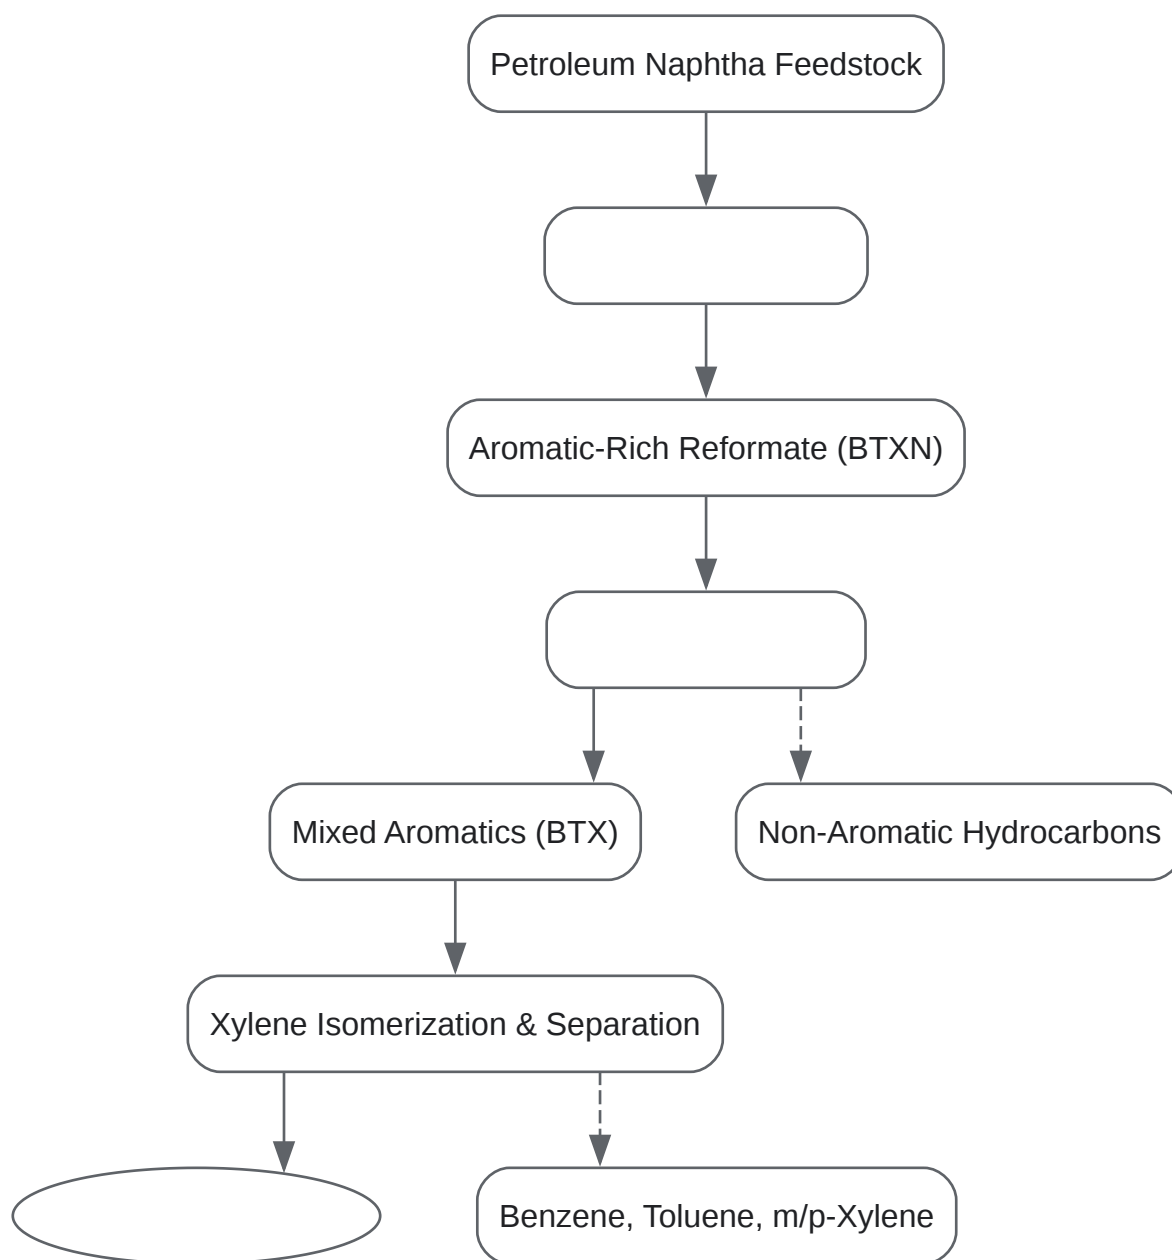 Petroleum Naphtha Feedstock
Aromatic-Rich Reformate (BTXN)
Mixed Aromatics (BTX)
Non-Aromatic Hydrocarbons
Xylene Isomerization & Separation
Benzene, Toluene, m/p-Xylene